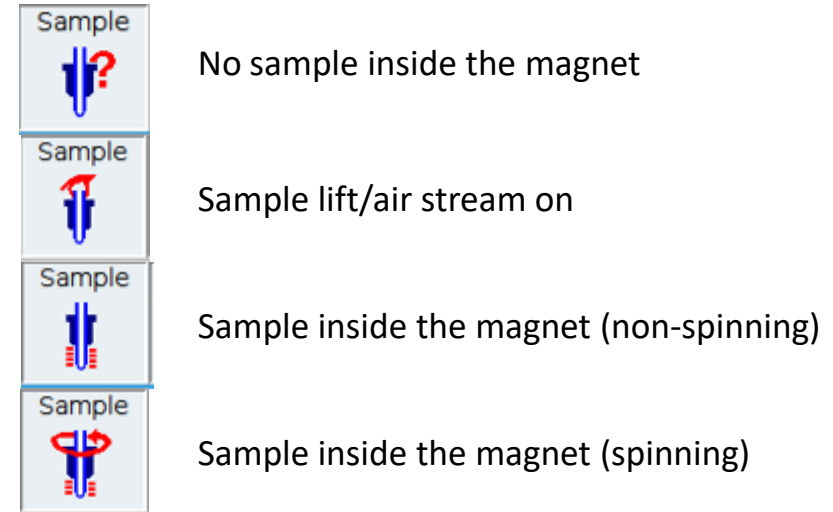 Sample
?
No sample inside the magnet
Sample
Sample lift/air stream on
Sample
Sample inside the magnet (non-spinning)
Sample
Sample inside the magnet (spinning)